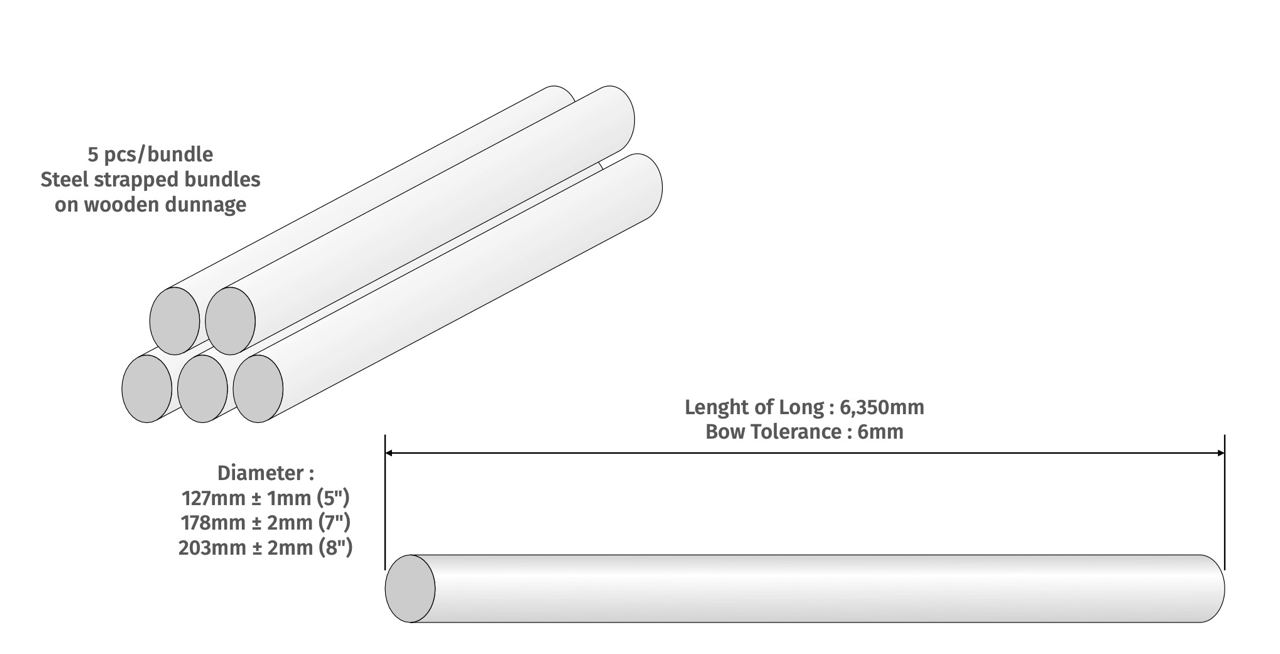 5 pcs/bundle
Steel strapped bundles
on wooden dunnage
Lenght of Long : 6,350mm
Bow Tolerance : 6mm
Diameter :
127mm ± 1mm (5")
178mm ± 2mm (7")
203mm ± 2mm (8")